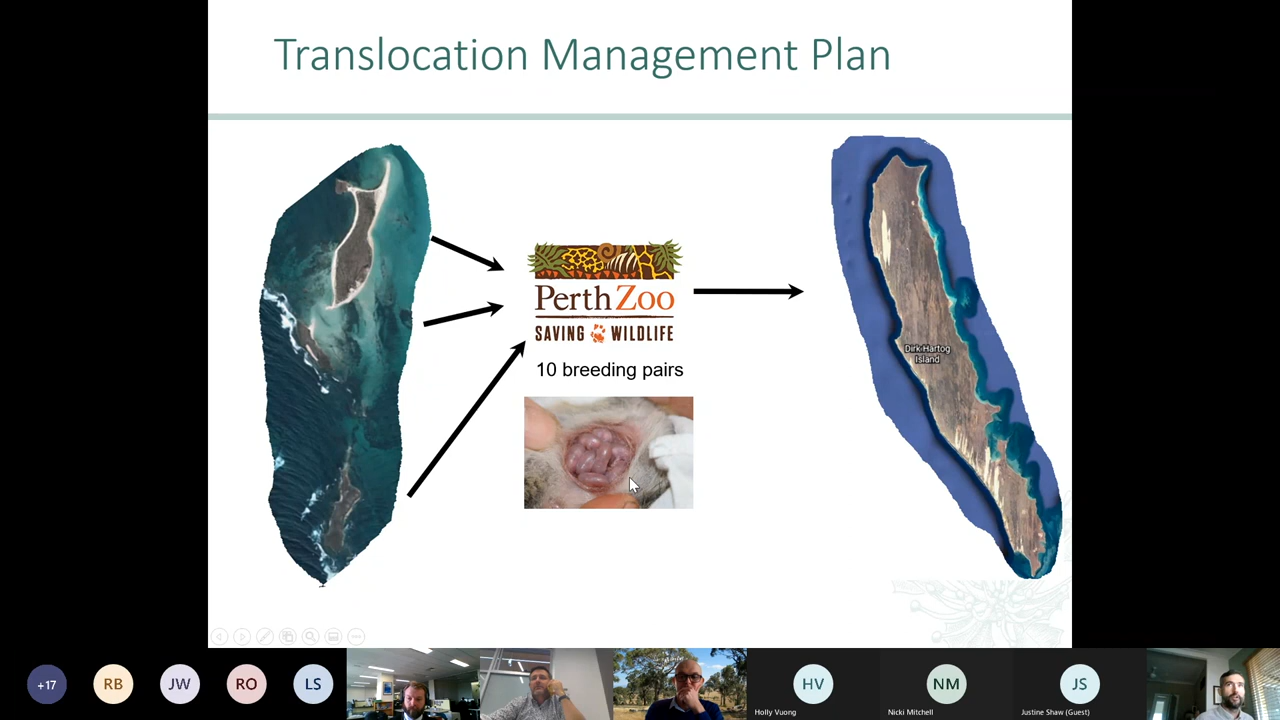 Translocation Management Plan
Perth Zoo
SAVING WILDLIFE
10 breeding pairs
Dirk Hartog
Island
+17
RB
JW
RO
LS
HV
NM
JS
Holly Vuong
Nicki Mitchell
Justine Shaw (Guest)